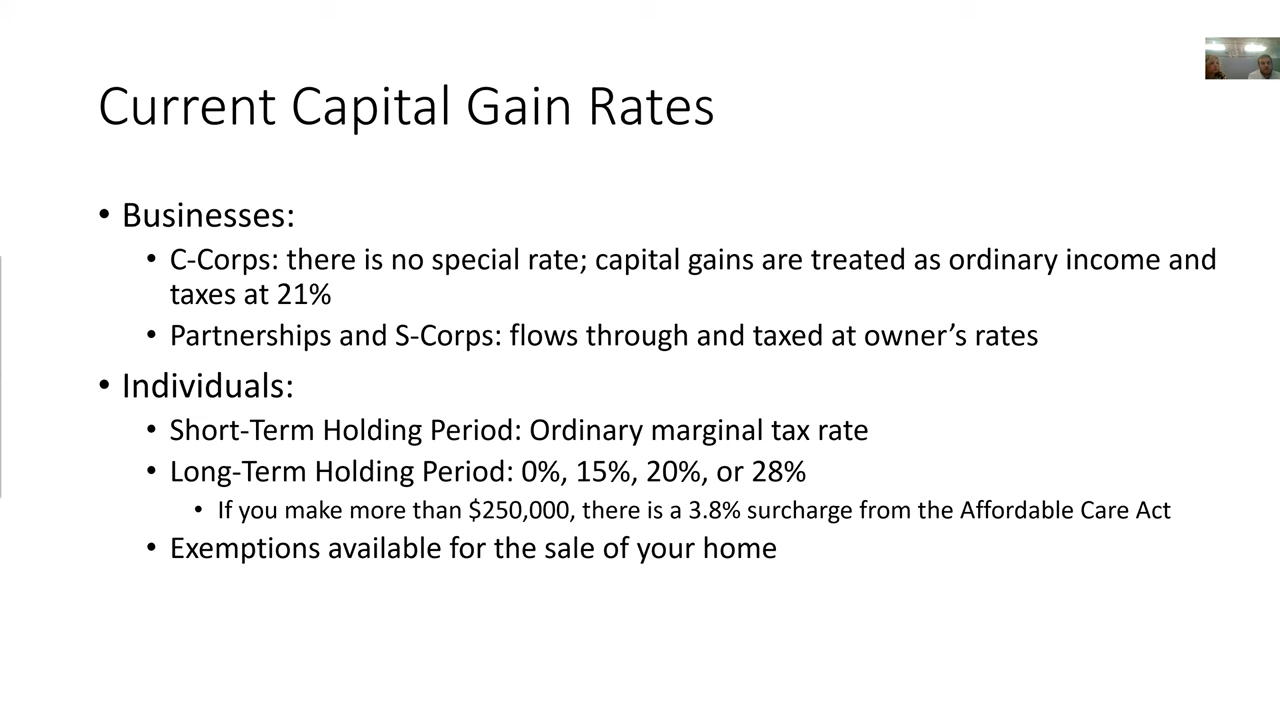 Current Capital Gain Rates
• Businesses:
• C-Corps: there is no special rate; capital gains are treated as ordinary income and
taxes at 21%
• Partnerships and S-Corps: flows through and taxed at owner’s rates
• Individuals:
• Short-Term Holding Period: Ordinary marginal tax rate
• Long-Term Holding Period: 0%, 15%, 20%, or 28%
• If you make more than $250,000, there is a 3.8% surcharge from the Affordable Care Act
• Exemptions available for the sale of your home